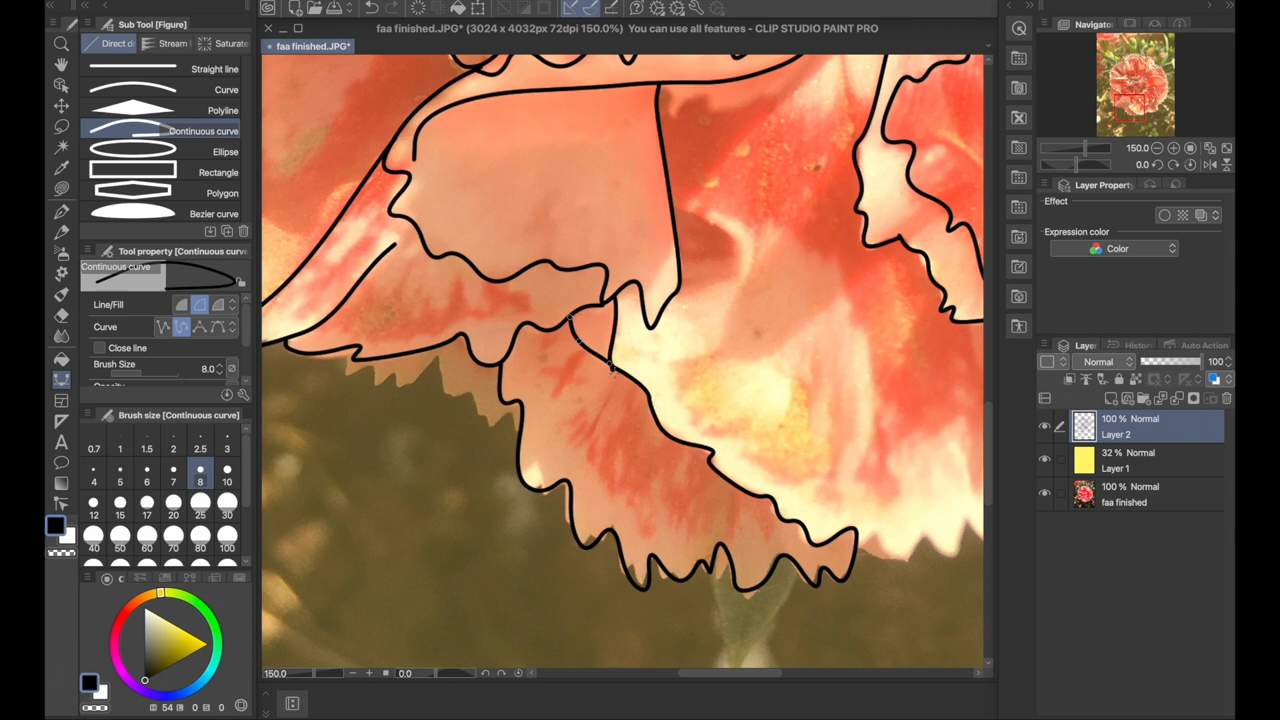 Sub Tool [Figure]
Direct d
Stream
Saturate
Straight line
Curve
Polyline
Continuous curve
Ellipse
Rectangle
Polygon
Bezier curve
Tool property [Continuous curve
Continuous curve
Line/Fill
Curve
Close line
Brush Size
8.0
Brush size [Continuous curve]
0.7 1 1.5 2 2.5 3
4 5 6 7 8 10
12 15 17 20 25 30
40 50 60 70 80 100
C
H 54 S 0 V 0
faa finished.JPG* (3024 x 4032px 72dpi 150.0%) You can use all features - CLIP STUDIO PAINT PRO
faa finished.JPG*
150.0
0.0
Navigator
150.0
0.0
Layer Property
Effect
Expression color
Color
Layer
History
Auto Action
Normal
100
100 % Normal
Layer 2
32 % Normal
Layer 1
100 % Normal
faa finished